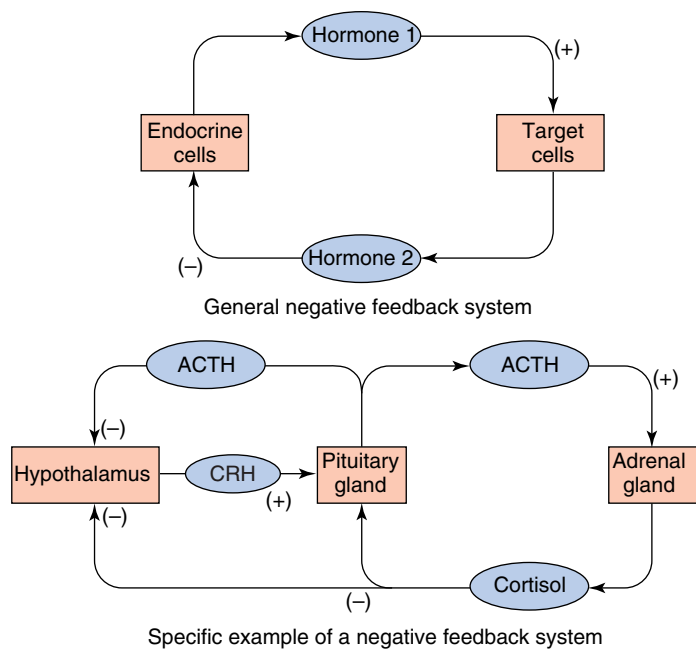 Hormone 1
(+)
Endocrine
cells
Target
cells
(–)
Hormone 2
General negative feedback system
ACTH
ACTH
(+)
(–)
Hypothalamus
CRH
Pituitary
gland
Adrenal
gland
(+)
(–)
Cortisol
(–)
Specific example of a negative feedback system